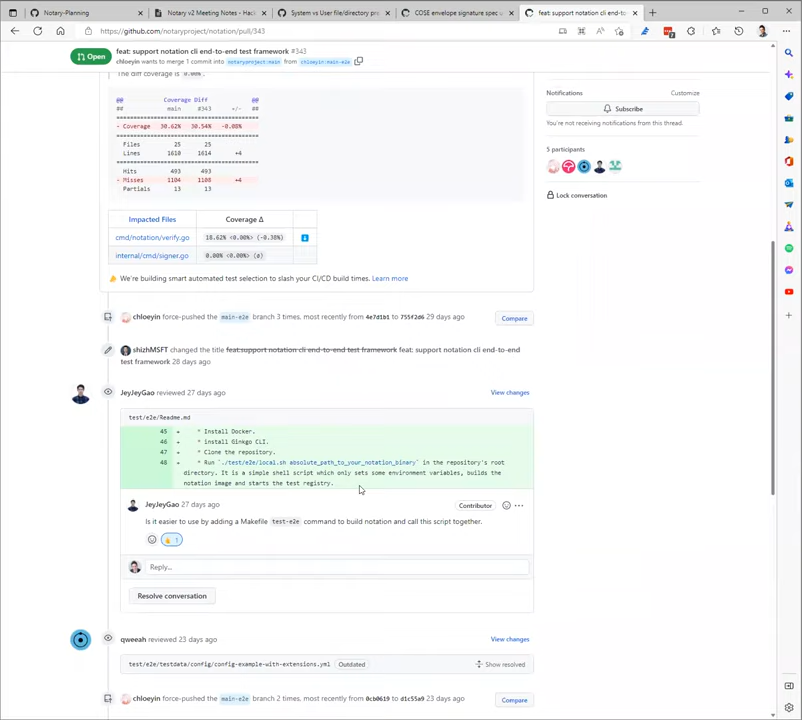 Notary-Planning
Notary v2 Meeting Notes - Hack
System vs User file/directory pr
COSE envelope signature spec u
feat: support notation cli end-to
https://github.com/notaryproject/notation/pull/343
Open
feat: support notation cli end-to-end test framework #343
chloeyin wants to merge 1 commit into notaryproject:main from chloeyin:main-e2e
The diff coverage is 0.00%.
@@ Coverage Diff @@
## main #343 +/- ##
- Coverage 30.62% 30.54% -0.08%
Files 25 25
Lines 1610 1614 +4
Hits 493 493
- Misses 1104 1108 +4
Partials 13 13
Impacted Files Coverage Δ
cmd/notation/verify.go 18.62% <0.00%> (-0.38%)
internal/cmd/signer.go 0.00% <0.00%> (ø)
We're building smart automated test selection to slash your CI/CD build times. Learn more
chloeyin force-pushed the main-e2e branch 3 times, most recently from 4e7d1b1 to 755f2d6 29 days ago
Compare
shizhMSFT changed the title feat:support notation cli end-to-end test framework feat: support notation cli end-to-end
test framework 28 days ago
JeyJeyGao reviewed 27 days ago
View changes
test/e2e/Readme.md
45 + * Install Docker.
46 + * install Ginkgo CLI.
47 + * Clone the repository.
48 + * Run `./test/e2e/local.sh absolute_path_to_your_notation_binary` in the repository's root
directory. It is a simple shell script which only sets some environment variables, builds the
notation image and starts the test registry.
JeyJeyGao 27 days ago
Contributor
Is it easier to use by adding a Makefile test-e2e command to build notation and call this script together.
1
Reply...
Resolve conversation
qweeah reviewed 23 days ago
View changes
test/e2e/testdata/config/config-example-with-extensions.yml Outdated
Show resolved
chloeyin force-pushed the main-e2e branch 2 times, most recently from 0cb0619 to d1c55a9 23 days ago
Compare
Notifications
Customize
Subscribe
You're not receiving notifications from this thread.
5 participants
Lock conversation